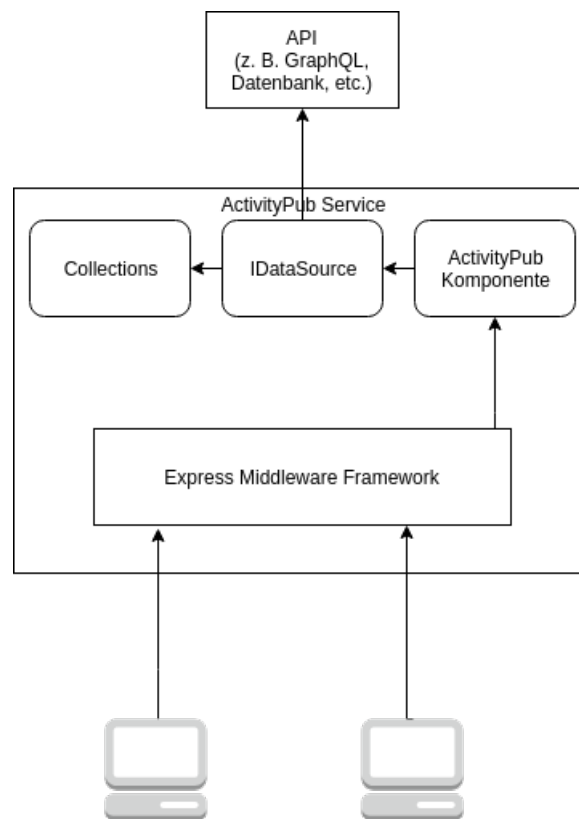 API
(z. B. GraphQL,
Datenbank, etc.)
ActivityPub Service
Collections
IDataSource
ActivityPub
Komponente
Express Middleware Framework